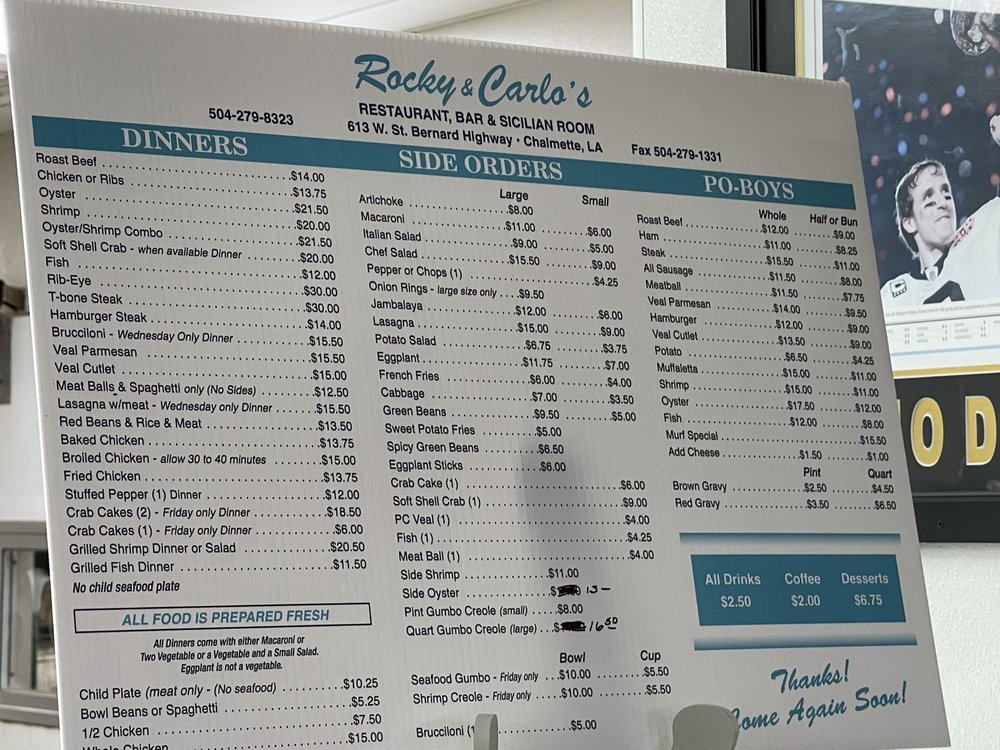 Rocky & Carlo's
RESTAURANT, BAR & SICILIAN ROOM
504-279-8323
613 W. St. Bernard Highway • Chalmette, LA
Fax 504-279-1331
DINNERS
Roast Beef $14.00
Chicken or Ribs $13.75
Oyster $21.50
Shrimp $20.00
Oyster/Shrimp Combo $21.50
Soft Shell Crab - when available Dinner $20.00
Fish $12.00
Rib-Eye $30.00
T-bone Steak $30.00
Hamburger Steak $14.00
Brucciloni - Wednesday Only Dinner $15.50
Veal Parmesan $15.50
Veal Cutlet $15.00
Meat Balls & Spaghetti only (No Sides) $12.50
Lasagna w/meat - Wednesday only Dinner $15.50
Red Beans & Rice & Meat $13.50
Baked Chicken $13.75
Broiled Chicken - allow 30 to 40 minutes $15.00
Fried Chicken $13.75
Stuffed Pepper (1) Dinner $12.00
Crab Cakes (2) - Friday only Dinner $18.50
Crab Cakes (1) - Friday only Dinner $6.00
Grilled Shrimp Dinner or Salad $20.50
Grilled Fish Dinner $11.50
No child seafood plate
ALL FOOD IS PREPARED FRESH
All Dinners come with either Macaroni or
Two Vegetable or a Vegetable and a Small Salad.
Eggplant is not a vegetable.
Child Plate (meat only - (No seafood) $10.25
Bowl Beans or Spaghetti $5.25
1/2 Chicken $7.50
Whole Chicken $15.00
SIDE ORDERS
Large Small
Artichoke $8.00
Macaroni $11.00 $6.00
Italian Salad $9.00 $5.00
Chef Salad $15.50 $9.00
Pepper or Chops (1) $4.25
Onion Rings - large size only $9.50
Jambalaya $12.00 $6.00
Lasagna $15.00 $9.00
Potato Salad $6.75 $3.75
Eggplant $11.75 $7.00
French Fries $6.00 $4.00
Cabbage $7.00 $3.50
Green Beans $9.50 $5.00
Sweet Potato Fries $5.00
Spicy Green Beans $6.50
Eggplant Sticks $6.00
Crab Cake (1) $6.00
Soft Shell Crab (1) $9.00
PC Veal (1) $4.00
Fish (1) $4.25
Meat Ball (1) $4.00
Side Shrimp $11.00
Side Oyster $ 13 –
Pint Gumbo Creole (small) $8.00
Quart Gumbo Creole (large) $ 16 50
Bowl Cup
Seafood Gumbo - Friday only $10.00 $5.50
Shrimp Creole - Friday only $10.00 $5.50
Brucciloni (1 $5.00
PO-BOYS
Whole Half or Bun
Roast Beef $12.00 $9.00
Ham $11.00 $8.25
Steak $15.50 $11.00
All Sausage $11.50 $8.00
Meatball $11.50 $7.75
Veal Parmesan $14.00 $9.50
Hamburger $12.00 $9.00
Veal Cutlet $13.50 $9.00
Potato $6.50 $4.25
Muffaletta $15.00 $11.00
Shrimp $15.00 $11.00
Oyster $17.50 $12.00
Fish $12.00 $8.00
Murf Special $15.50
Add Cheese $1.50 $1.00
Pint Quart
Brown Gravy $2.50 $4.50
Red Gravy $3.50 $6.50
All Drinks Coffee Desserts
$2.50 $2.00 $6.75
Thanks!
Come Again Soon!
O D